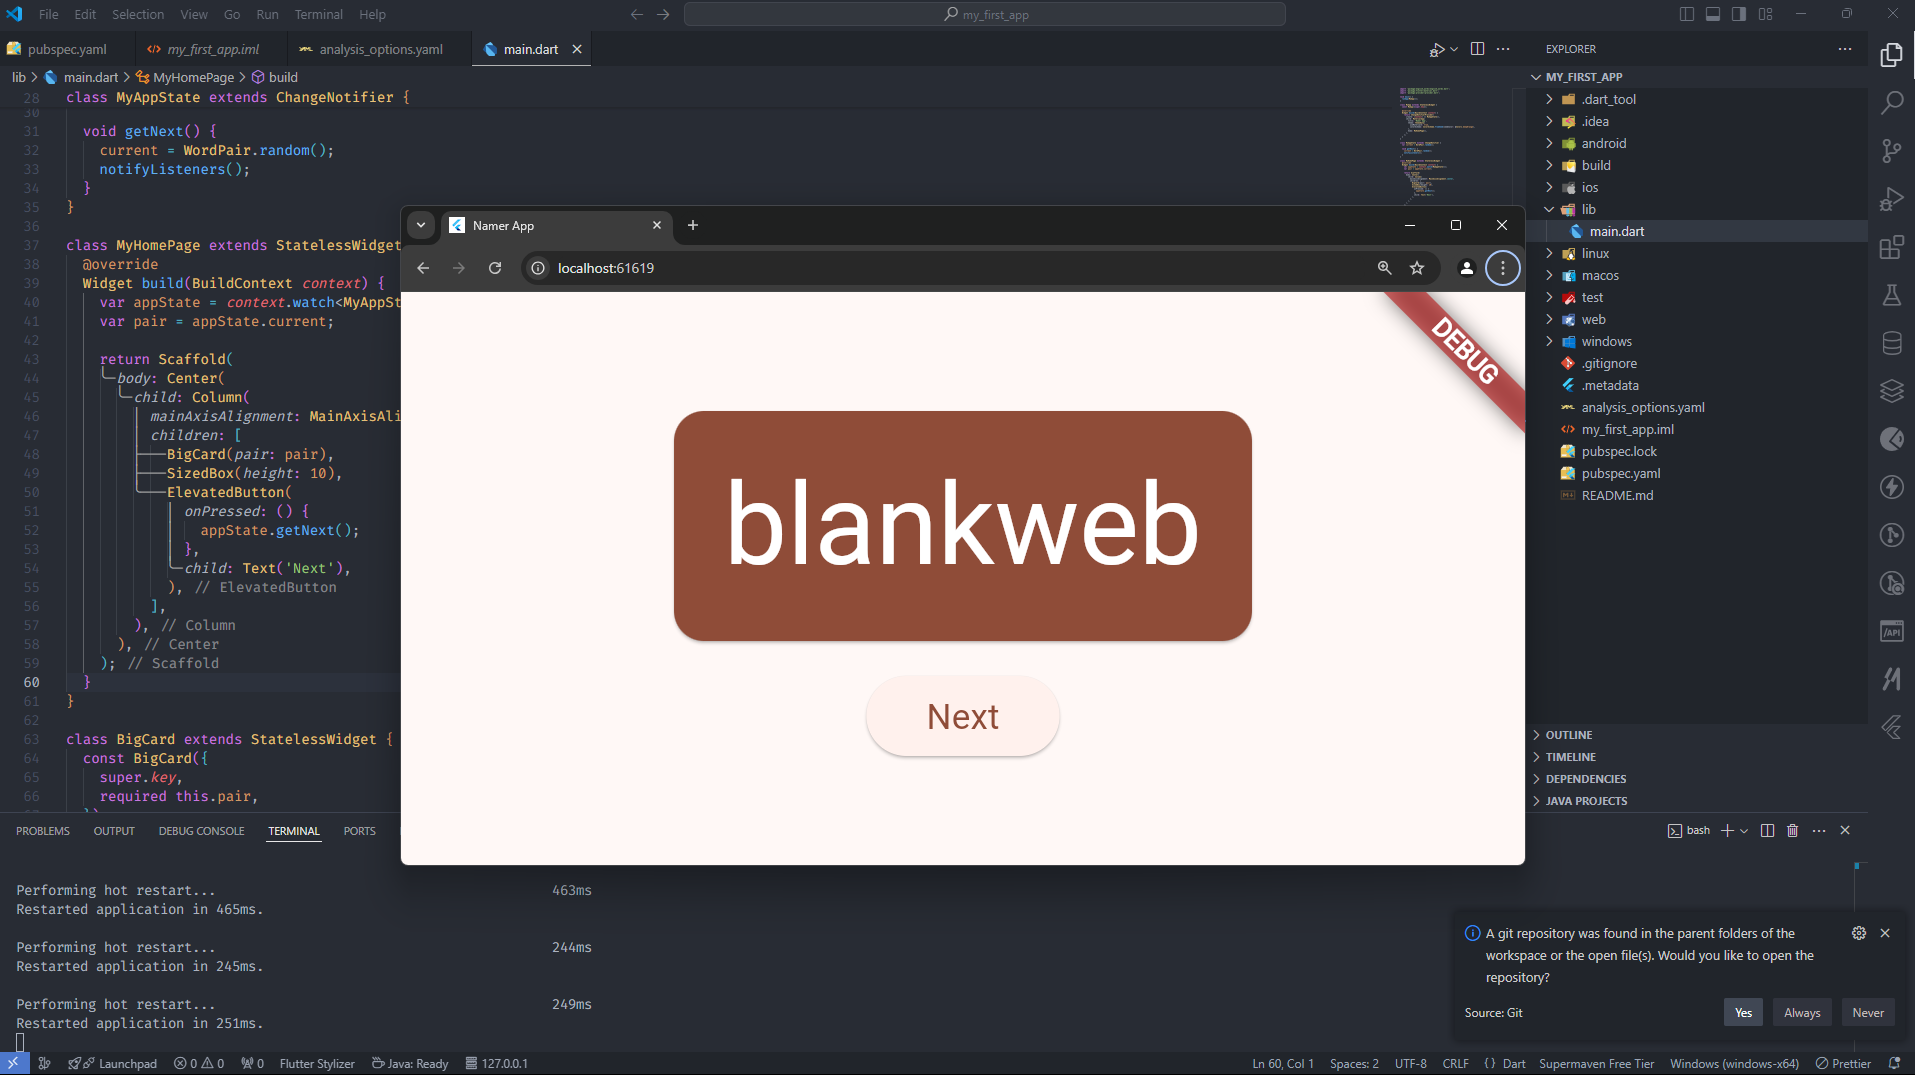 File Edit Selection View Go Run Terminal Help
my_first_app
pubspec.yaml
my_first_app.iml
analysis_options.yaml
main.dart
lib > main.dart > MyHomePage > build
28 class MyAppState extends ChangeNotifier {
30
31 void getNext() {
32 current = WordPair.random();
33 notifyListeners();
34 }
35 }
36
37 class MyHomePage extends StatelessWidget
38 @override
39 Widget build(BuildContext context) {
40 var appState = context.watch<MyAppSt
41 var pair = appState.current;
42
43 return Scaffold(
44 body: Center(
45 child: Column(
46 mainAxisAlignment: MainAxisAli
47 children: [
48 BigCard(pair: pair),
49 SizedBox(height: 10),
50 ElevatedButton(
51 onPressed: () {
52 appState.getNext();
53 },
54 child: Text('Next'),
55 ), // ElevatedButton
56 ],
57 ), // Column
58 ), // Center
59 ); // Scaffold
60 }
61 }
62
63 class BigCard extends StatelessWidget {
64 const BigCard({
65 super.key,
66 required this.pair,
Namer App
localhost:61619
DEBUG
blankweb
Next
EXPLORER
MY_FIRST_APP
.dart_tool
.idea
android
build
ios
lib
main.dart
linux
macos
test
web
windows
.gitignore
.metadata
analysis_options.yaml
my_first_app.iml
pubspec.lock
pubspec.yaml
README.md
OUTLINE
TIMELINE
DEPENDENCIES
JAVA PROJECTS
PROBLEMS OUTPUT DEBUG CONSOLE TERMINAL PORTS
bash
Performing hot restart... 463ms
Restarted application in 465ms.
Performing hot restart... 244ms
Restarted application in 245ms.
Performing hot restart... 249ms
Restarted application in 251ms.
A git repository was found in the parent folders of the
workspace or the open file(s). Would you like to open the
repository?
Source: Git
Yes Always Never
Launchpad 0 0 0 Flutter Stylizer Java: Ready 127.0.0.1
Ln 60, Col 1 Spaces: 2 UTF-8 CRLF {} Dart Supermaven Free Tier Windows (windows-x64) Prettier